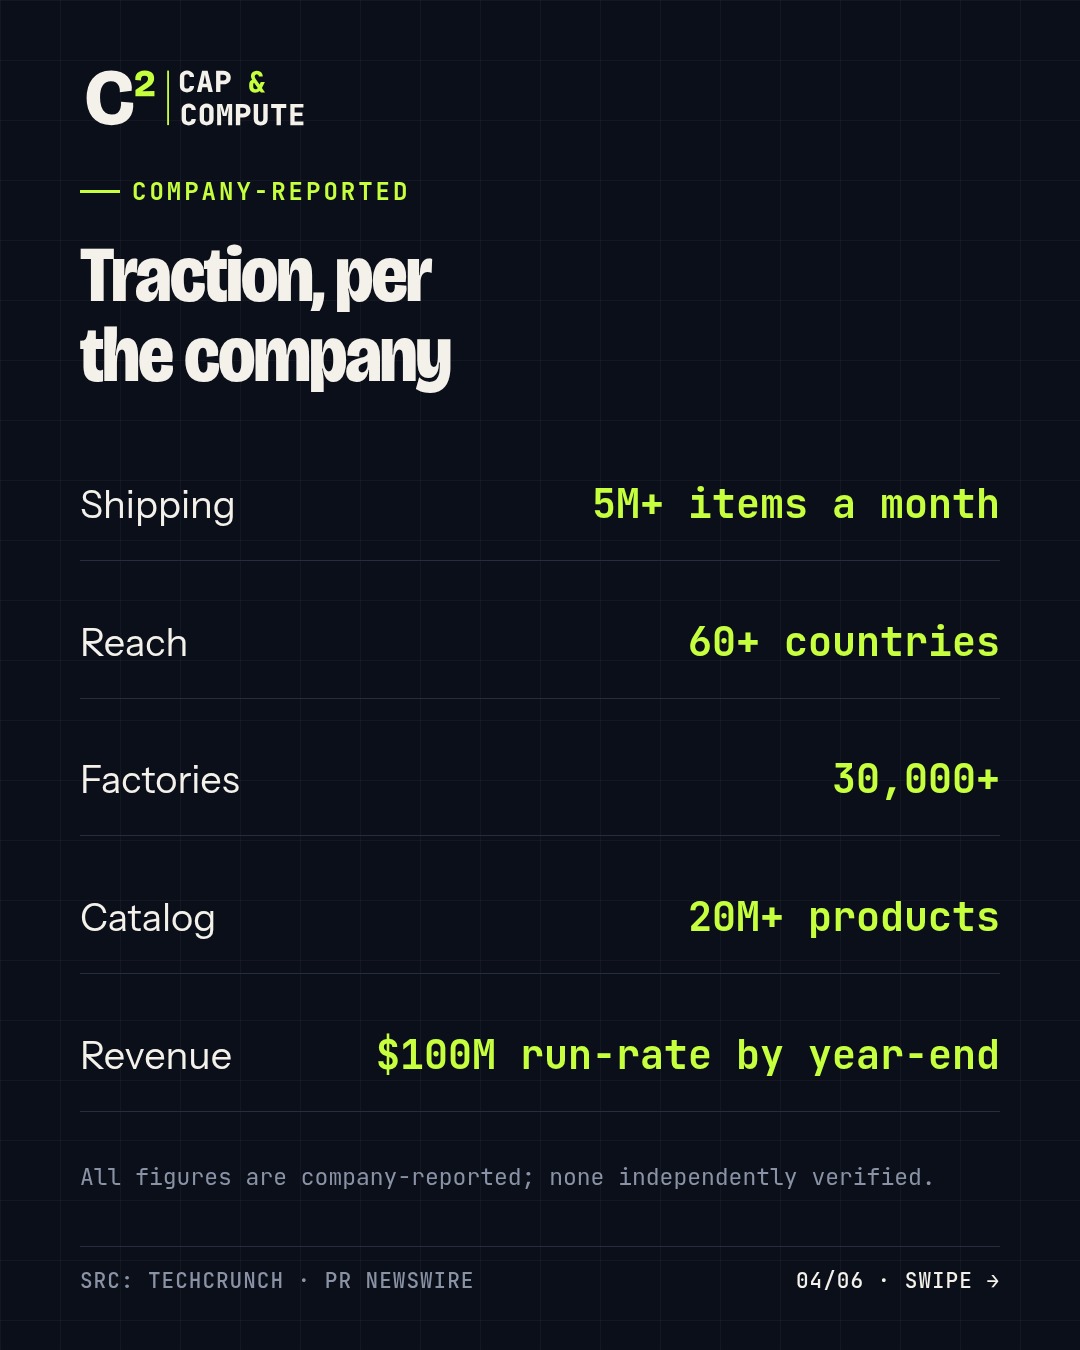 C²
CAP &
COMPUTE
COMPANY-REPORTED
Traction, per
the company
Shipping 5M+ items a month
Reach 60+ countries
Factories 30,000+
Catalog 20M+ products
Revenue $100M run-rate by year-end
All figures are company-reported; none independently verified.
SRC: TECHCRUNCH · PR NEWSWIRE 04/06 · SWIPE →